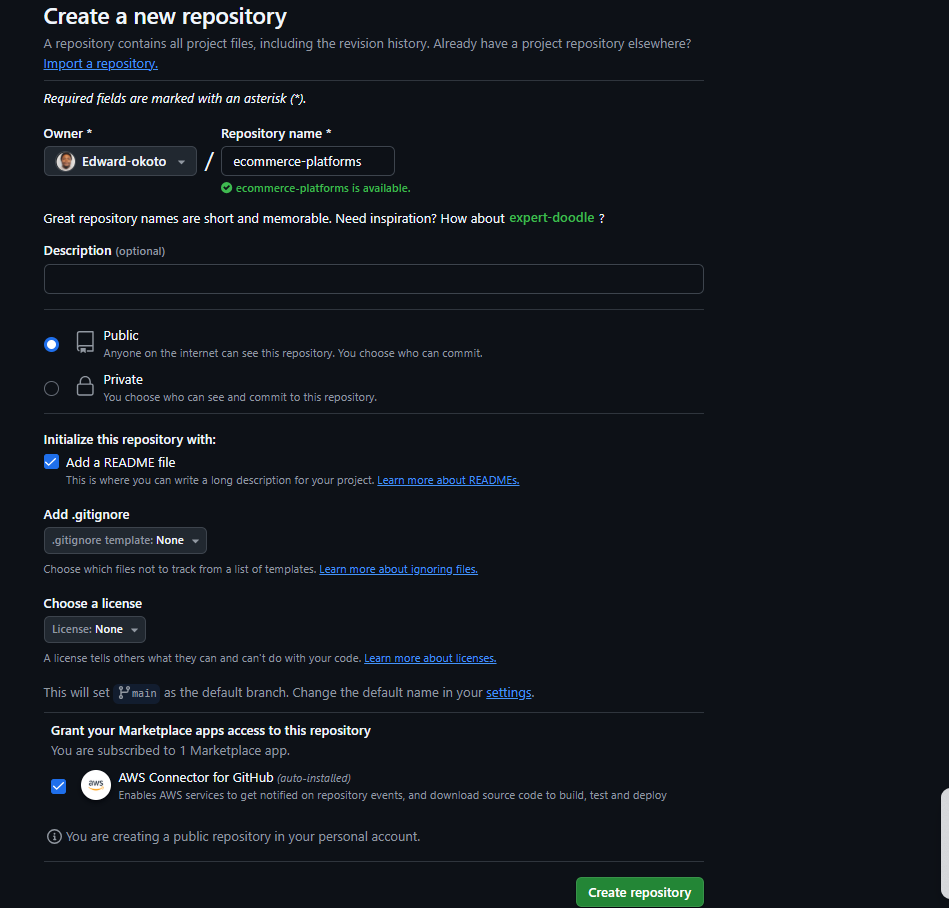 Create a new repository
A repository contains all project files, including the revision history. Already have a project repository elsewhere?
Import a repository.
Required fields are marked with an asterisk (*).
Owner *
Repository name *
Edward-okoto
/
ecommerce-platforms
ecommerce-platforms is available.
Great repository names are short and memorable. Need inspiration? How about expert-doodle ?
Description (optional)
Public
Anyone on the internet can see this repository. You choose who can commit.
Private
You choose who can see and commit to this repository.
Initialize this repository with:
Add a README file
This is where you can write a long description for your project. Learn more about READMEs.
Add .gitignore
.gitignore template: None
Choose which files not to track from a list of templates. Learn more about ignoring files.
Choose a license
License: None
A license tells others what they can and can't do with your code. Learn more about licenses.
This will set main as the default branch. Change the default name in your settings.
Grant your Marketplace apps access to this repository
You are subscribed to 1 Marketplace app.
aws
AWS Connector for GitHub (auto-installed)
Enables AWS services to get notified on repository events, and download source code to build, test and deploy
You are creating a public repository in your personal account.
Create repository